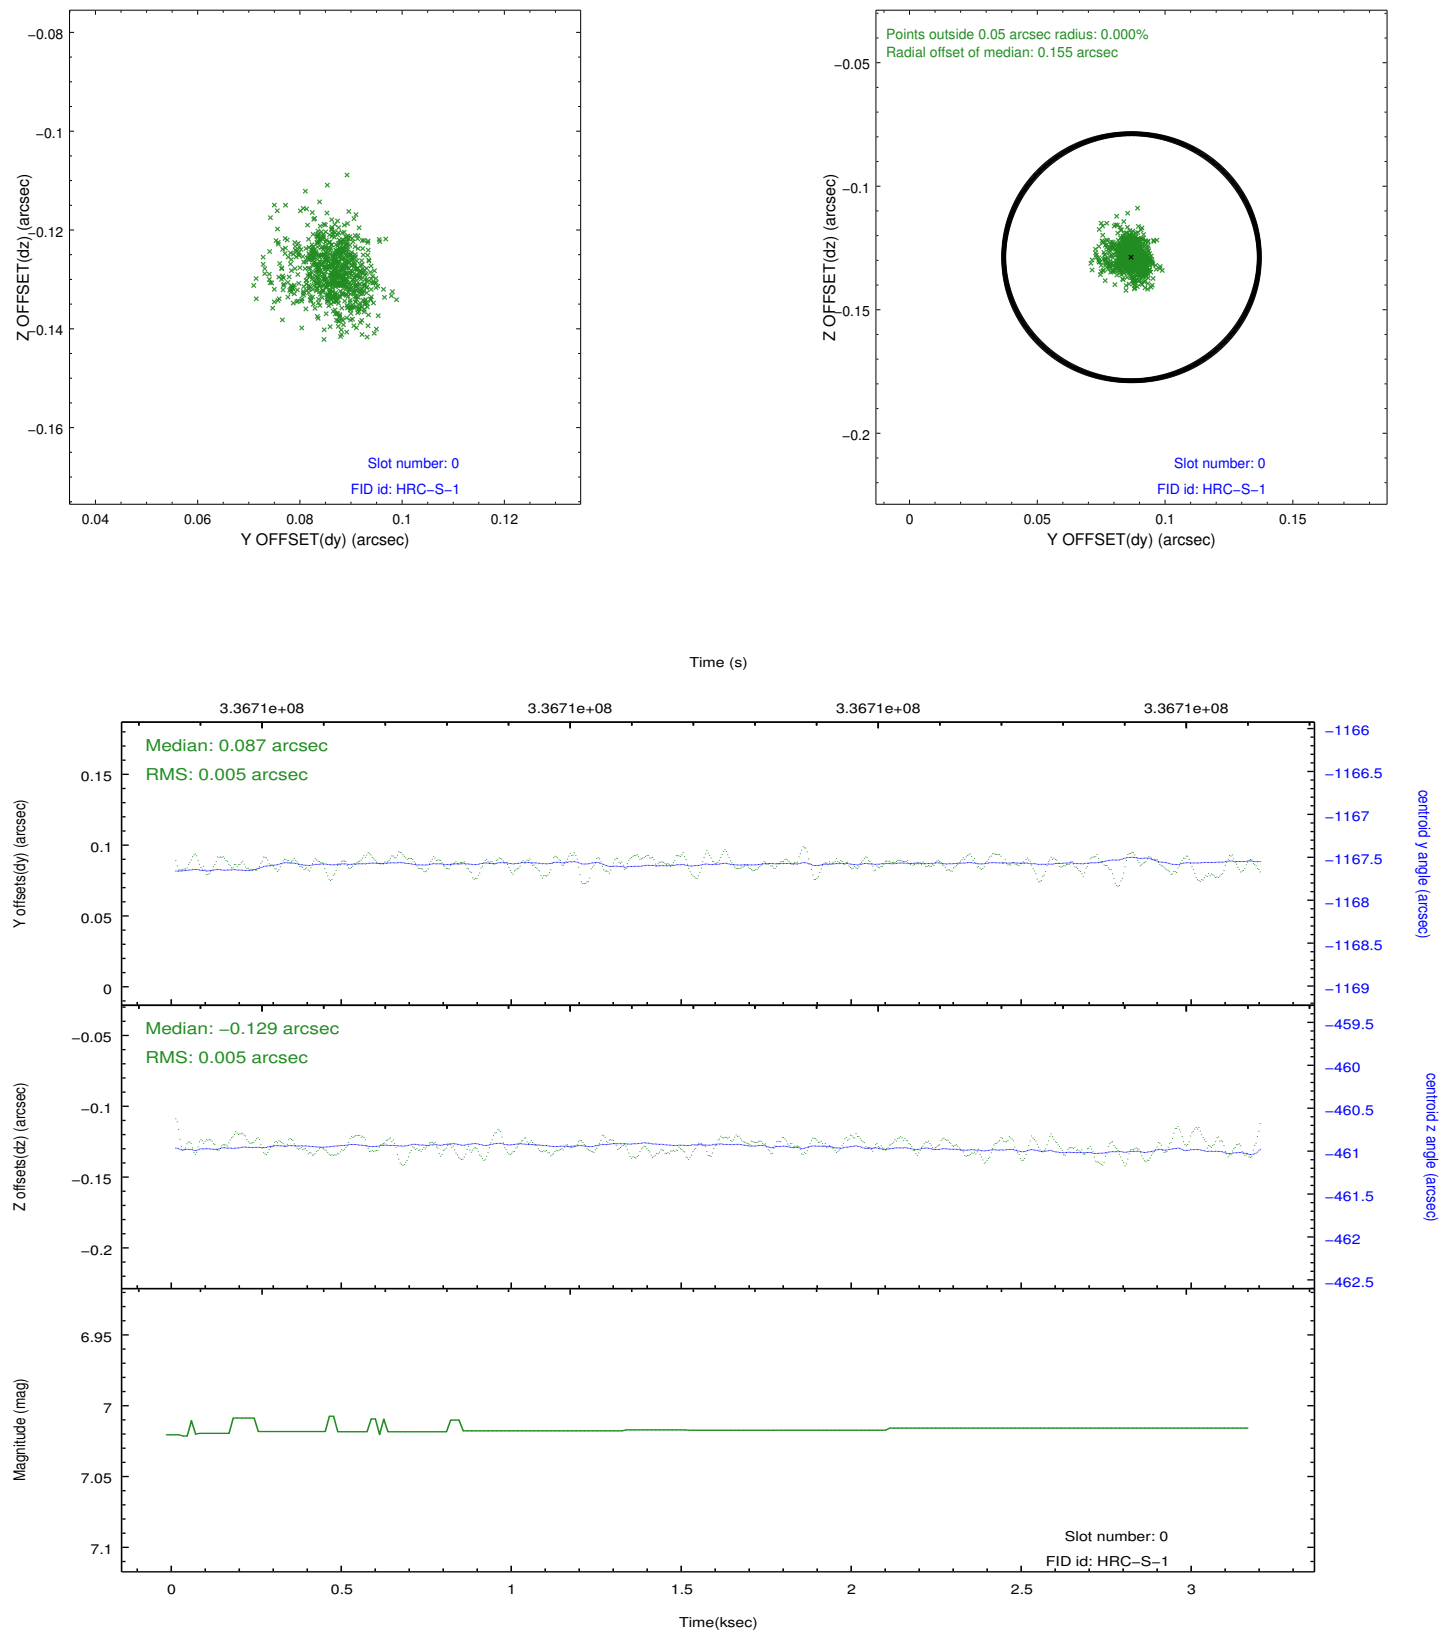 −0.08
−0.1
−0.12
−0.14
−0.16
Z OFFSET(dz) (arcsec)
Slot number: 0
FID id: HRC−S−1
0.04 0.06 0.08 0.1 0.12
Y OFFSET(dy) (arcsec)
Points outside 0.05 arcsec radius: 0.000%
Radial offset of median: 0.155 arcsec
−0.05
−0.1
−0.15
−0.2
Z OFFSET(dz) (arcsec)
Slot number: 0
FID id: HRC−S−1
0 0.05 0.1 0.15
Y OFFSET(dy) (arcsec)
Time (s)
3.3671e+08 3.3671e+08 3.3671e+08 3.3671e+08
Median: 0.087 arcsec
RMS: 0.005 arcsec
0.15
0.1
0.05
0
Y offsets(dy) (arcsec)
−1166
−1166.5
−1167
−1167.5
−1168
−1168.5
−1169
centroid y angle (arcsec)
Median: −0.129 arcsec
RMS: 0.005 arcsec
−0.05
−0.1
−0.15
−0.2
Z offsets(dz) (arcsec)
−459.5
−460
−460.5
−461
−461.5
−462
−462.5
centroid z angle (arcsec)
6.95
7
7.05
7.1
Magnitude (mag)
Slot number: 0
FID id: HRC−S−1
0 0.5 1 1.5 2 2.5 3
Time(ksec)